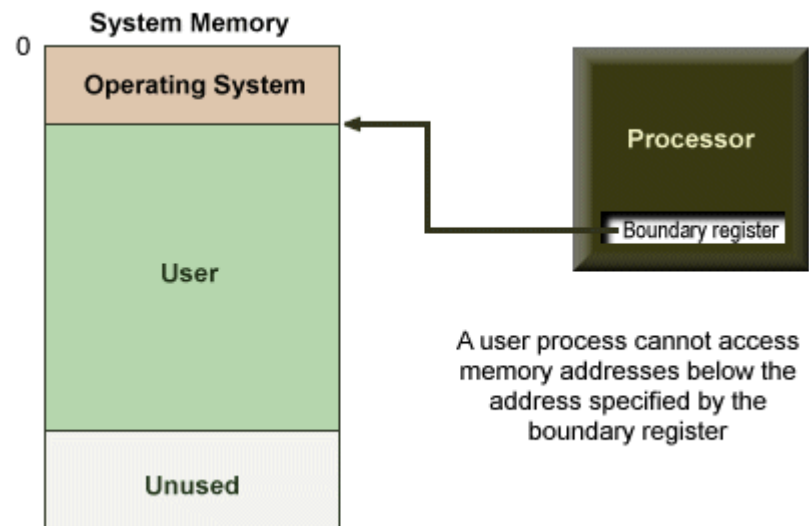 System Memory
0
Operating System
User
Unused
Processor
Boundary register
A user process cannot access
memory addresses below the
address specified by the
boundary register